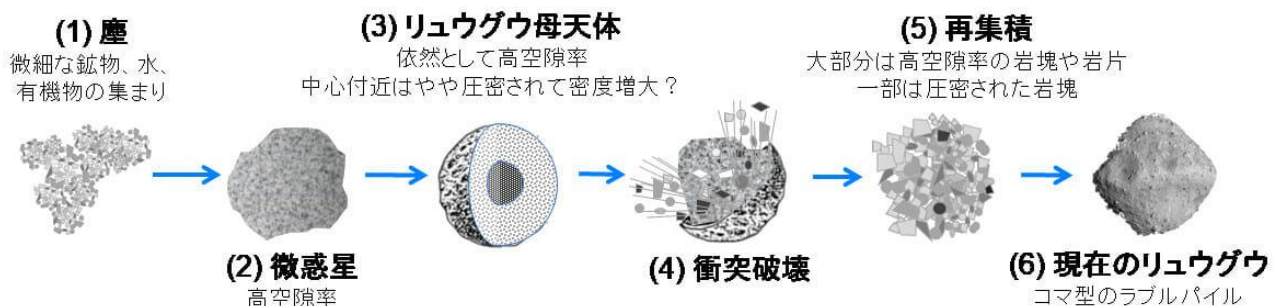 (1) 塵
微細な鉱物、水、
有機物の集まり
(2) 微惑星
高空隙率
(3) リュウグウ母天体
依然として高空隙率
中心付近はやや圧密されて密度増大？
(4) 衝突破壊
(5) 再集積
大部分は高空隙率の岩塊や岩片
一部は圧密された岩塊
(6) 現在のリュウグウ
コマ型のラブルパイル